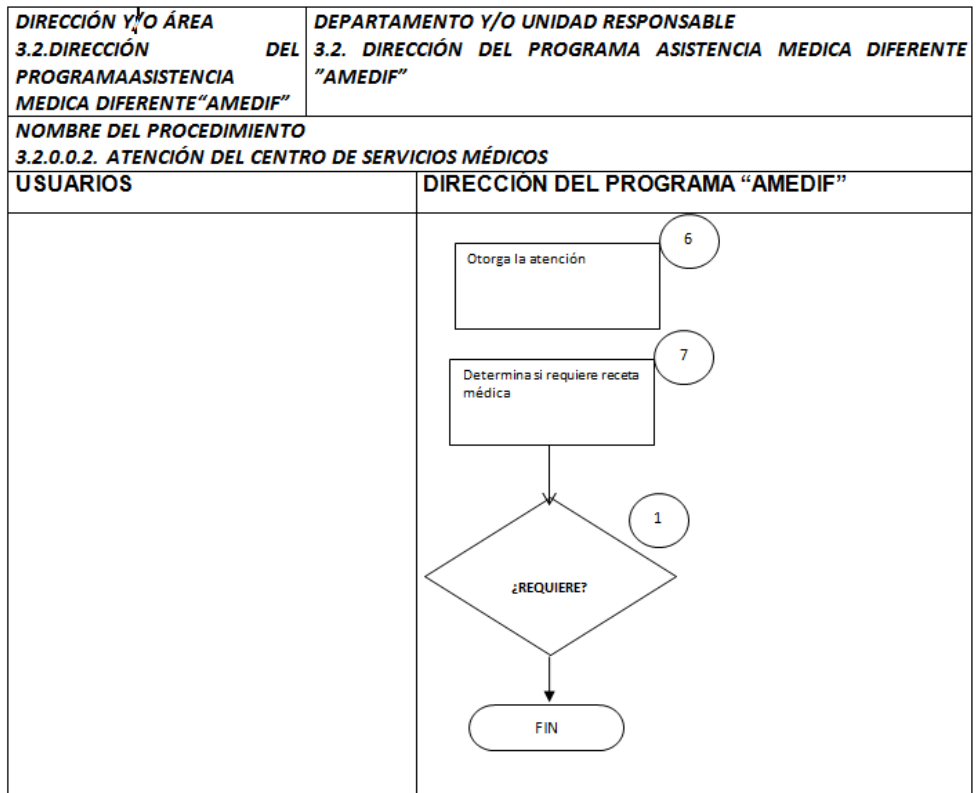 DIRECCIÓN Y/O ÁREA
3.2.DIRECCIÓN DEL
PROGRAMAASISTENCIA
MEDICA DIFERENTE“AMEDIF”
DEPARTAMENTO Y/O UNIDAD RESPONSABLE
3.2. DIRECCIÓN DEL PROGRAMA ASISTENCIA MEDICA DIFERENTE
”AMEDIF”
NOMBRE DEL PROCEDIMIENTO
3.2.0.0.2. ATENCIÓN DEL CENTRO DE SERVICIOS MÉDICOS
USUARIOS
DIRECCIÓN DEL PROGRAMA “AMEDIF”
6
Otorga la atención
7
Determina si requiere receta
médica
1
¿REQUIERE?
FIN